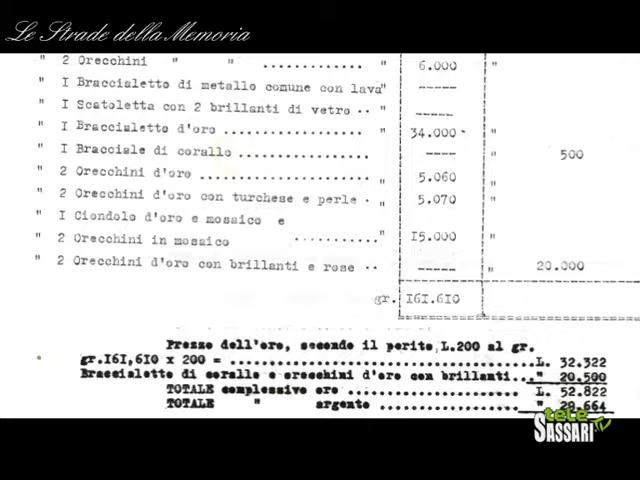 Le Strade della Memoria
" 2 Orecchini " " ............. " 6.000 "
" I Braccialetto di metallo comune con lava" -----
" I Scatoletta con 2 brillanti di vetro .. " -----
" I Braccialetto d'oro ................. " 34.000 "
" I Bracciale di corallo ................ ---- " 500
" 2 Orecchini d'oro ..................... " 5.060
" 2 Orecchini d'oro con turchese e perle . " 5.070 "
" I Ciondolo d'oro e mosaico e
" 2 Orecchini in mosaico ..........." I5.000 "
" 2 Orecchini d'oro con brillanti e rose .. ----- " 20.000
gr. I6I.6I0
Prezzo dell'oro, secondo il perito, L.200 al gr.
gr.I6I,6I0 x 200 = ................................ L. 32.322
Braccialetto di corallo e orecchini d'oro con brillanti... " 20.500
TOTALE complessivo oro .................... L. 52.822
TOTALE " argento ................ " 29.664
tele
SASSARI TV